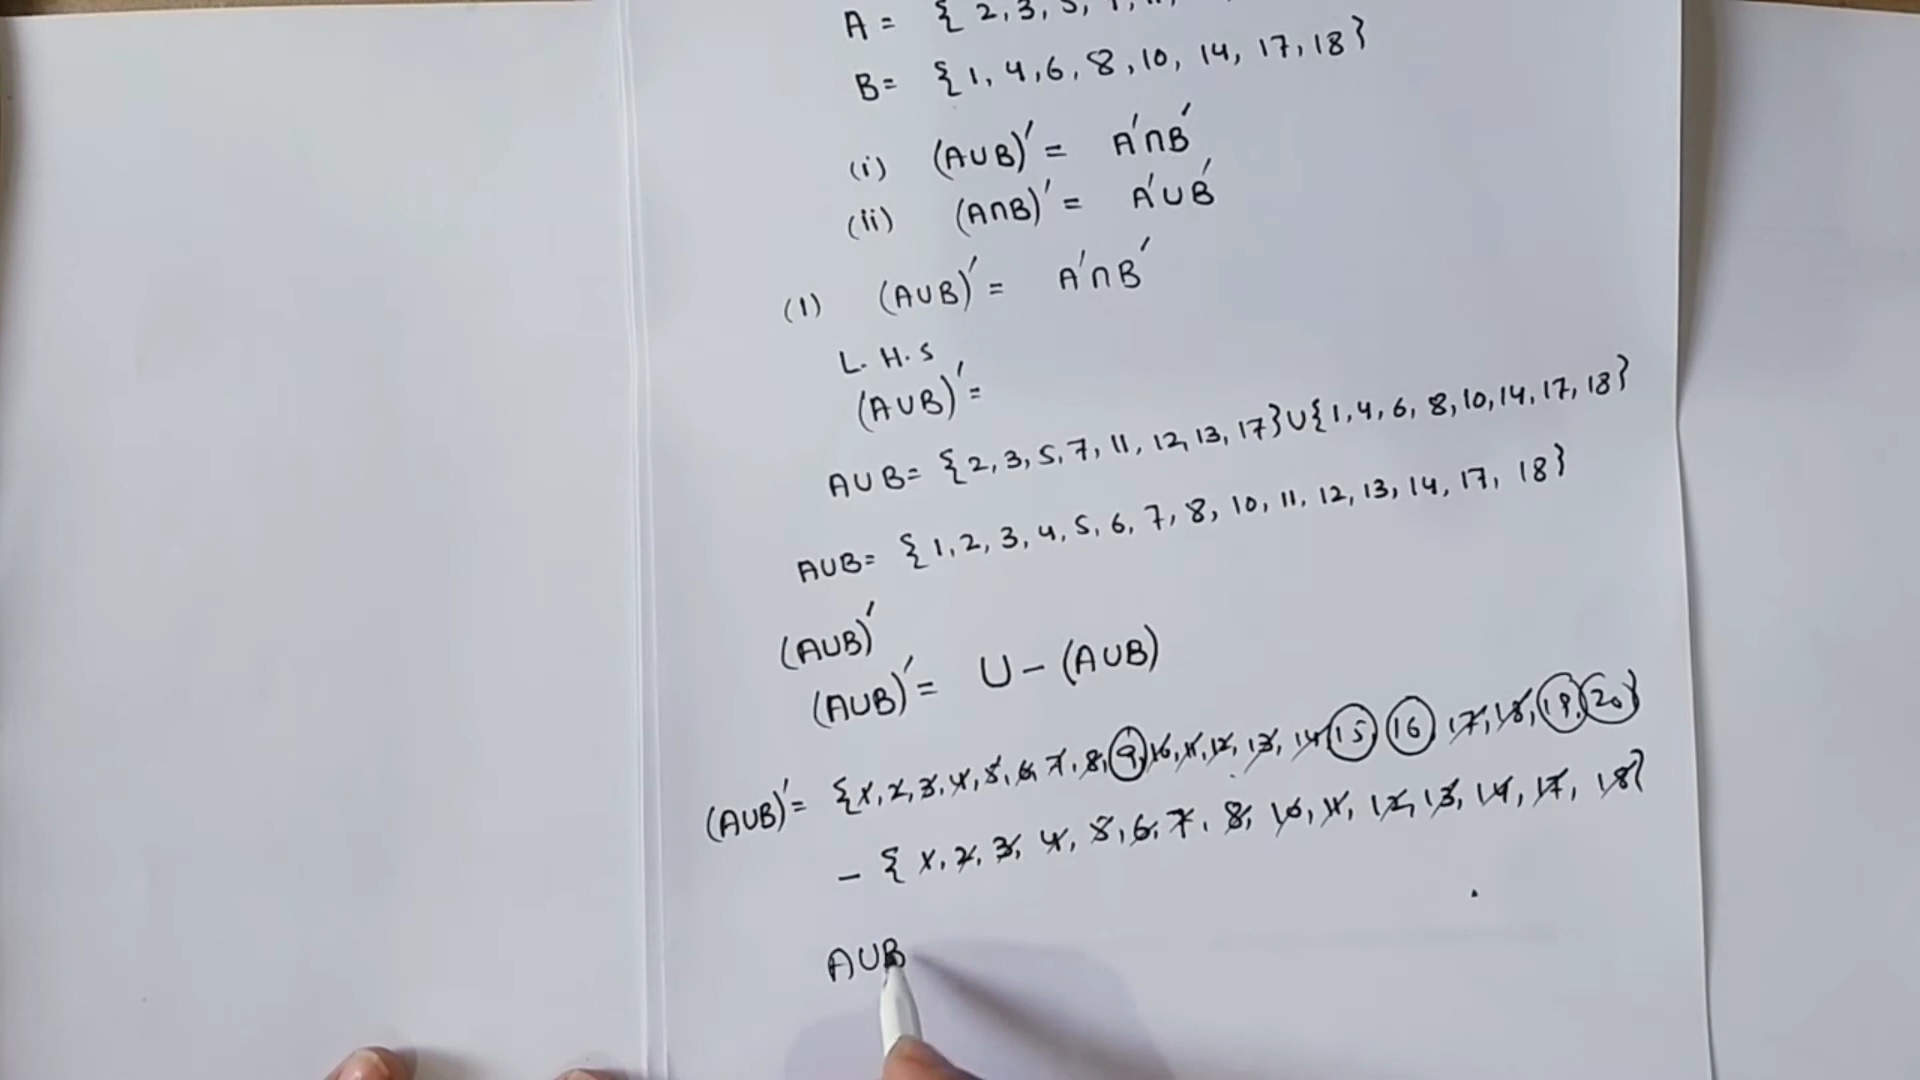 A = { 2, 3, 5,
B = { 1, 4, 6, 8, 10, 14, 17, 18 }
(i) (A∪B)′ = A′∩B′
(ii) (A∩B)′ = A′∪B′
(1) (A∪B)′ = A′∩B′
L.H.S
(A∪B)′ =
A∪B = { 2, 3, 5, 7, 11, 12, 13, 17 } ∪ { 1, 4, 6, 8, 10, 14, 17, 18 }
A∪B = { 1, 2, 3, 4, 5, 6, 7, 8, 10, 11, 12, 13, 14, 17, 18 }
(A∪B)′
(A∪B)′ = U – (A∪B)
(A∪B)′ = { 1, 2, 3, 4, 5, 6, 7, 8, 9, 10, 11, 12, 13, 14 15 16 17, 18, 19, 20 }
– { 1, 2, 3, 4, 5, 6, 7, 8, 10, 11, 12, 13, 14, 17, 18 }
A∪B